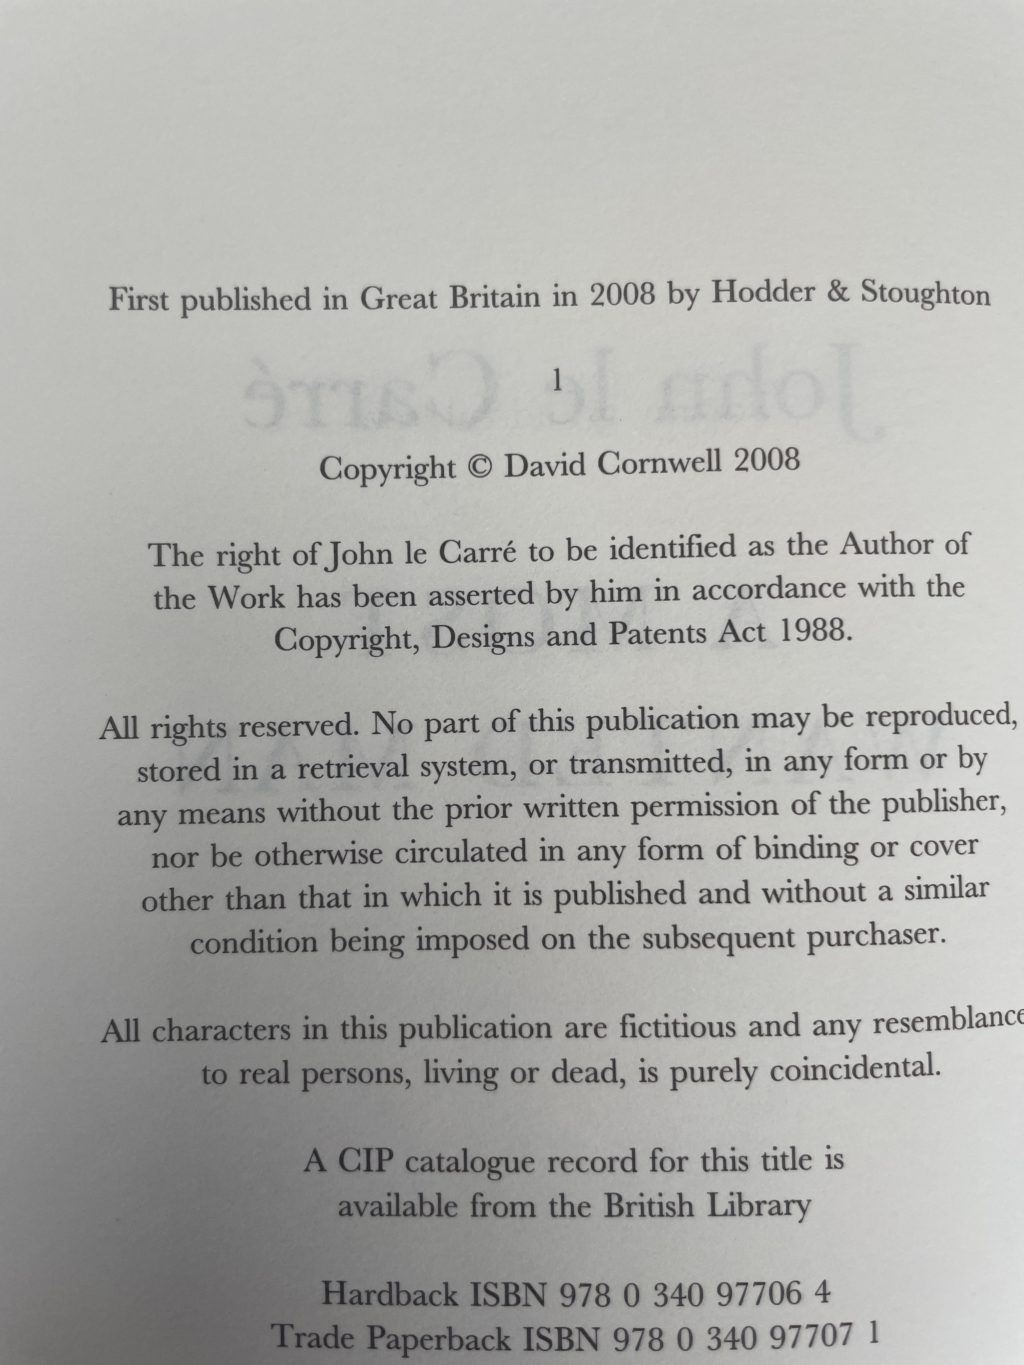 First published in Great Britain in 2008 by Hodder & Stoughton
1
Copyright © David Cornwell 2008
The right of John le Carré to be identified as the Author of
the Work has been asserted by him in accordance with the
Copyright, Designs and Patents Act 1988.
All rights reserved. No part of this publication may be reproduced,
stored in a retrieval system, or transmitted, in any form or by
any means without the prior written permission of the publisher,
nor be otherwise circulated in any form of binding or cover
other than that in which it is published and without a similar
condition being imposed on the subsequent purchaser.
All characters in this publication are fictitious and any resemblance
to real persons, living or dead, is purely coincidental.
A CIP catalogue record for this title is
available from the British Library
Hardback ISBN 978 0 340 97706 4
Trade Paperback ISBN 978 0 340 97707 1